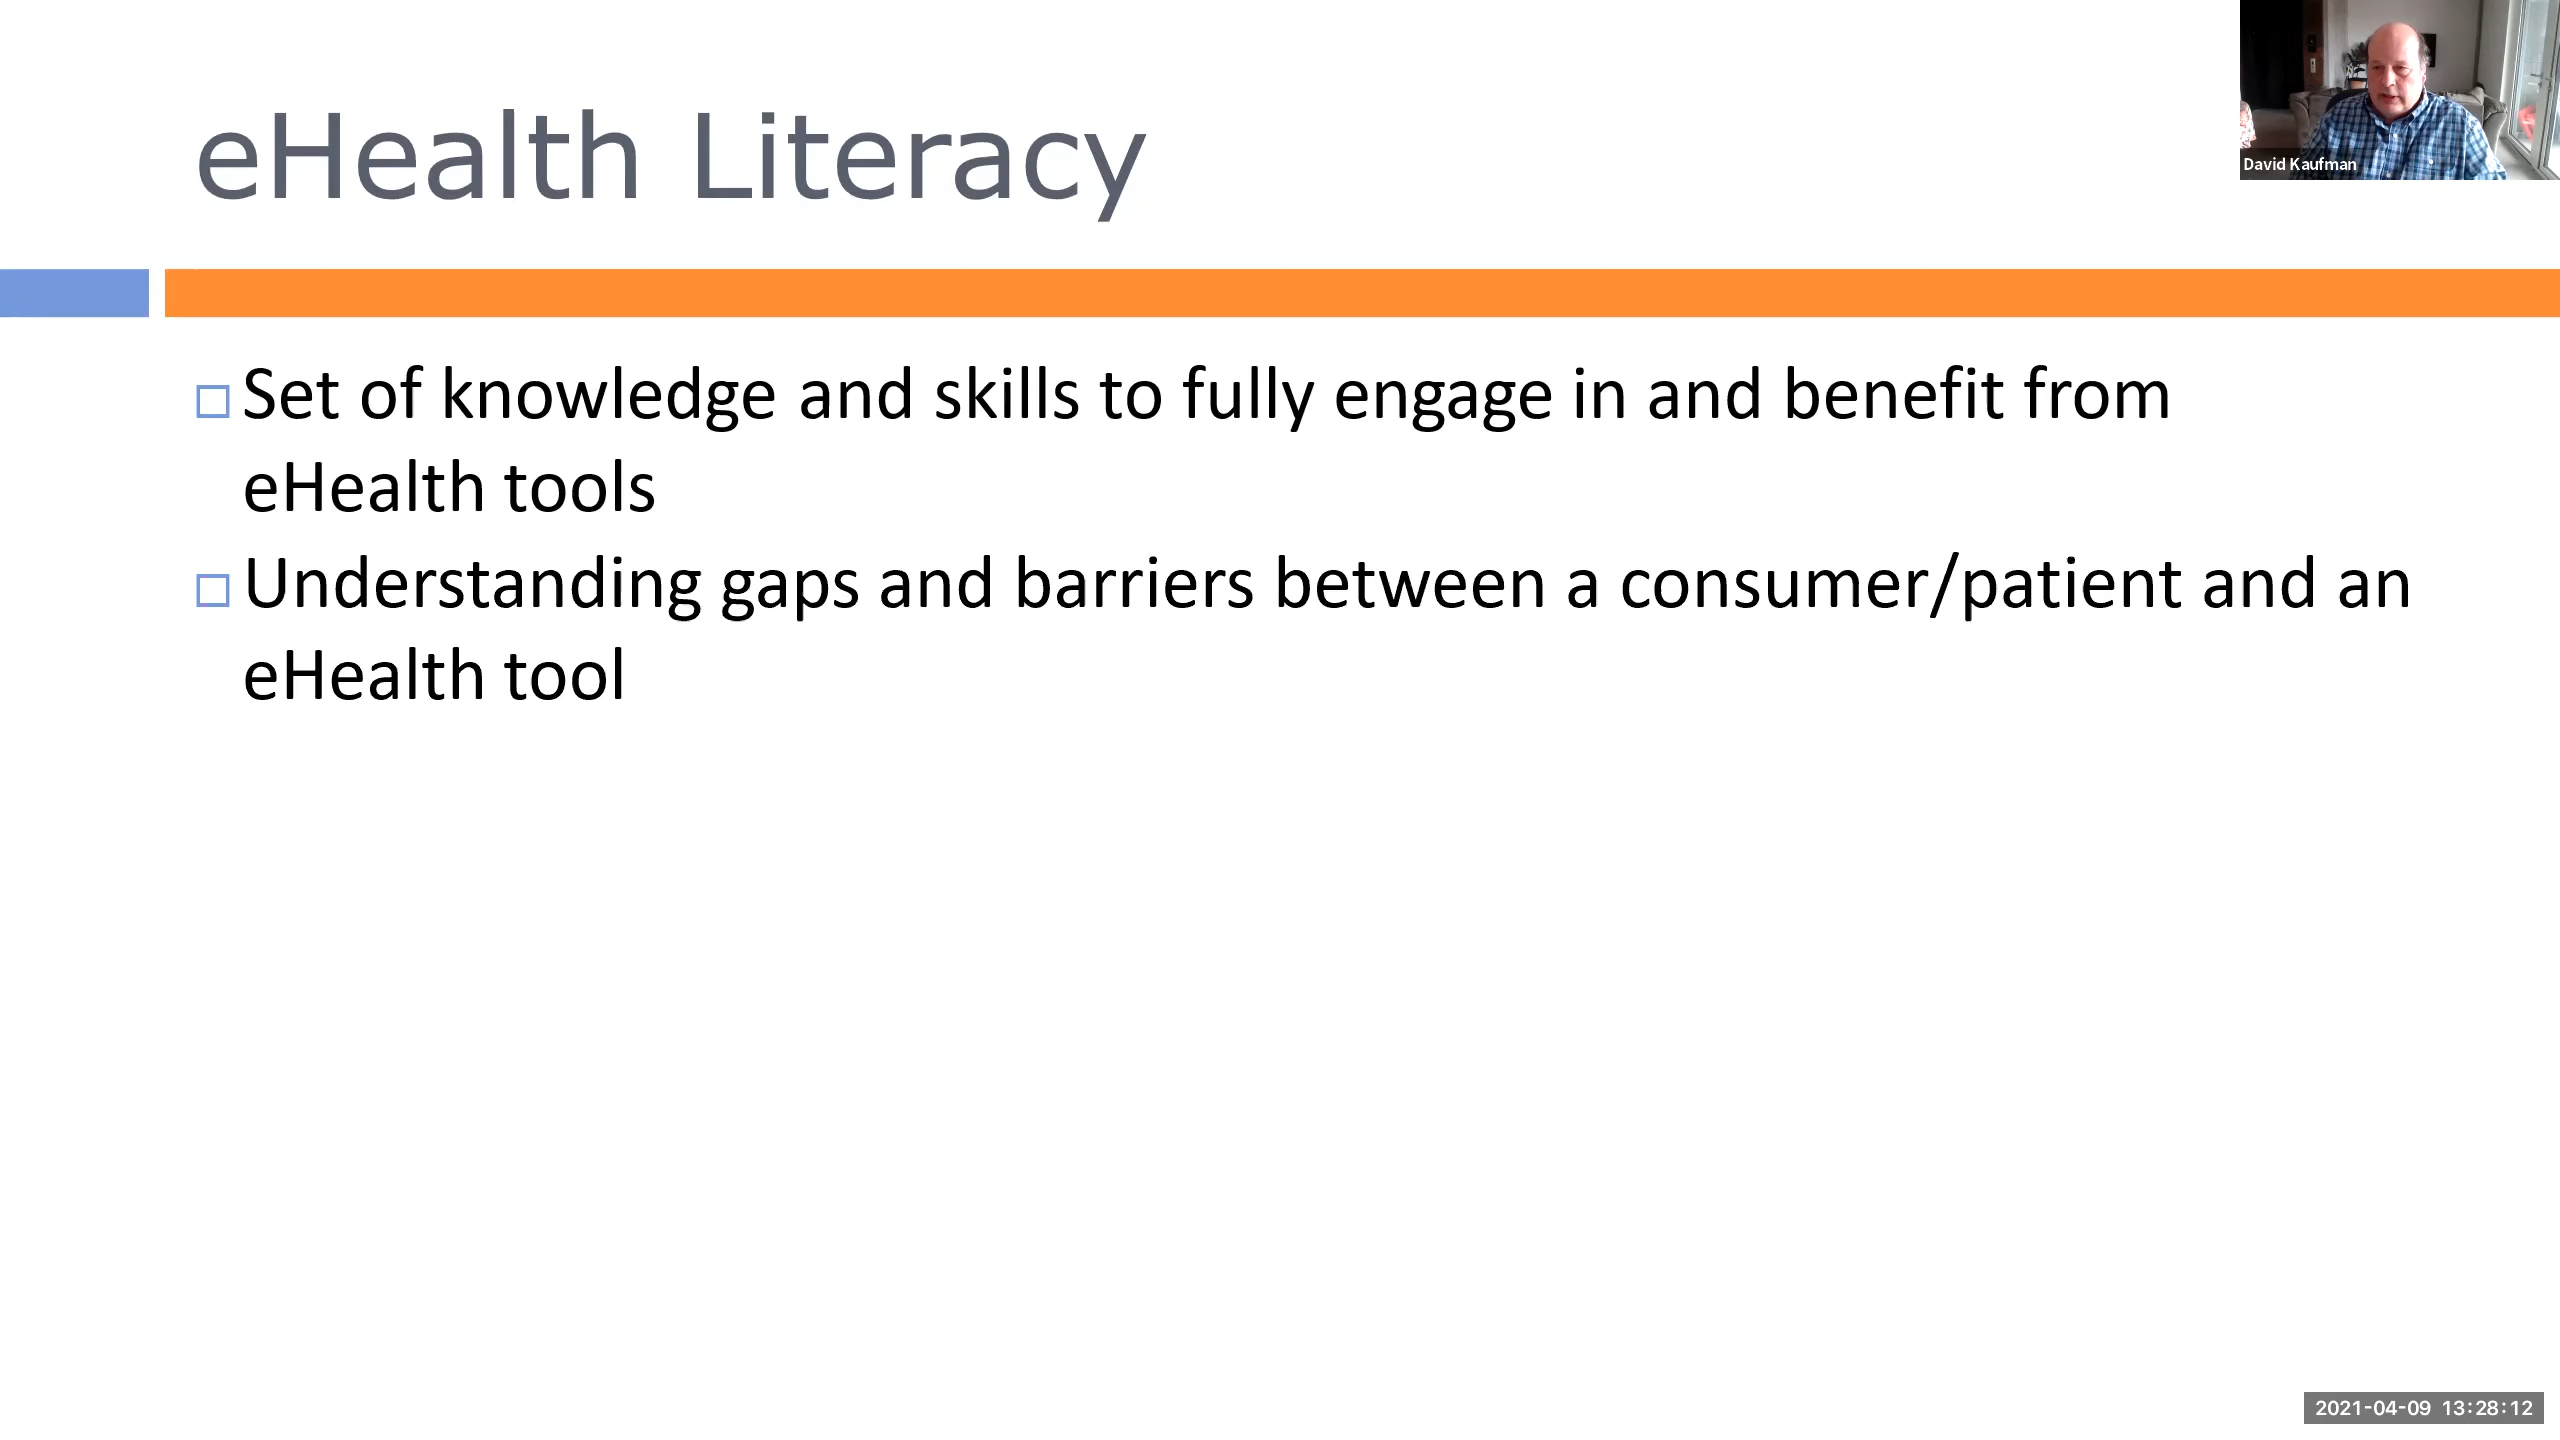 eHealth Literacy
David Kaufman
Set of knowledge and skills to fully engage in and benefit from
eHealth tools
Understanding gaps and barriers between a consumer/patient and an
eHealth tool
2021-04-09 13:28:12